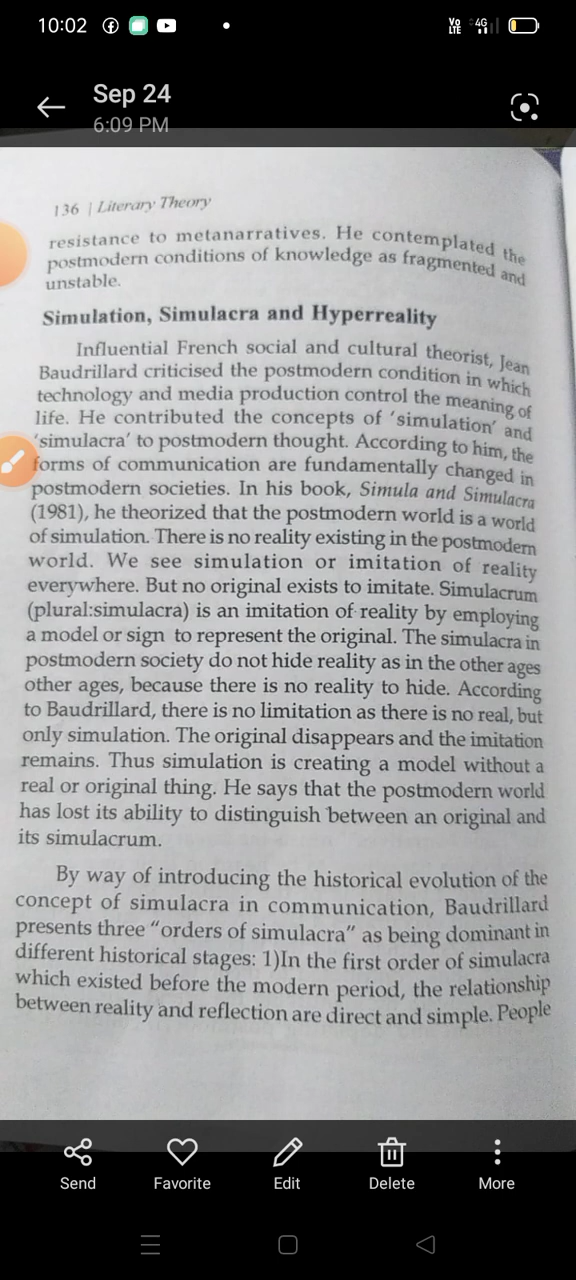 10:02
Vo
LTE
4G
Sep 24
6:09 PM
136 | Literary Theory
resistance to metanarratives. He contemplated the
postmodern conditions of knowledge as fragmented and
unstable.
Simulation, Simulacra and Hyperreality
Influential French social and cultural theorist, Jean
Baudrillard criticised the postmodern condition in which
technology and media production control the meaning of
life. He contributed the concepts of 'simulation' and
'simulacra' to postmodern thought. According to him, the
forms of communication are fundamentally changed in
postmodern societies. In his book, Simula and Simulacra
(1981), he theorized that the postmodern world is a world
of simulation. There is no reality existing in the postmodern
world. We see simulation or imitation of reality
everywhere. But no original exists to imitate. Simulacrum
(plural:simulacra) is an imitation of reality by employing
a model or sign to represent the original. The simulacra in
postmodern society do not hide reality as in the other ages
other ages, because there is no reality to hide. According
to Baudrillard, there is no limitation as there is no real, but
only simulation. The original disappears and the imitation
remains. Thus simulation is creating a model without a
real or original thing. He says that the postmodern world
has lost its ability to distinguish between an original and
its simulacrum.
By way of introducing the historical evolution of the
concept of simulacra in communication, Baudrillard
presents three "orders of simulacra" as being dominant in
different historical stages: 1)In the first order of simulacra
which existed before the modern period, the relationship
between reality and reflection are direct and simple. People
Send
Favorite
Edit
Delete
More